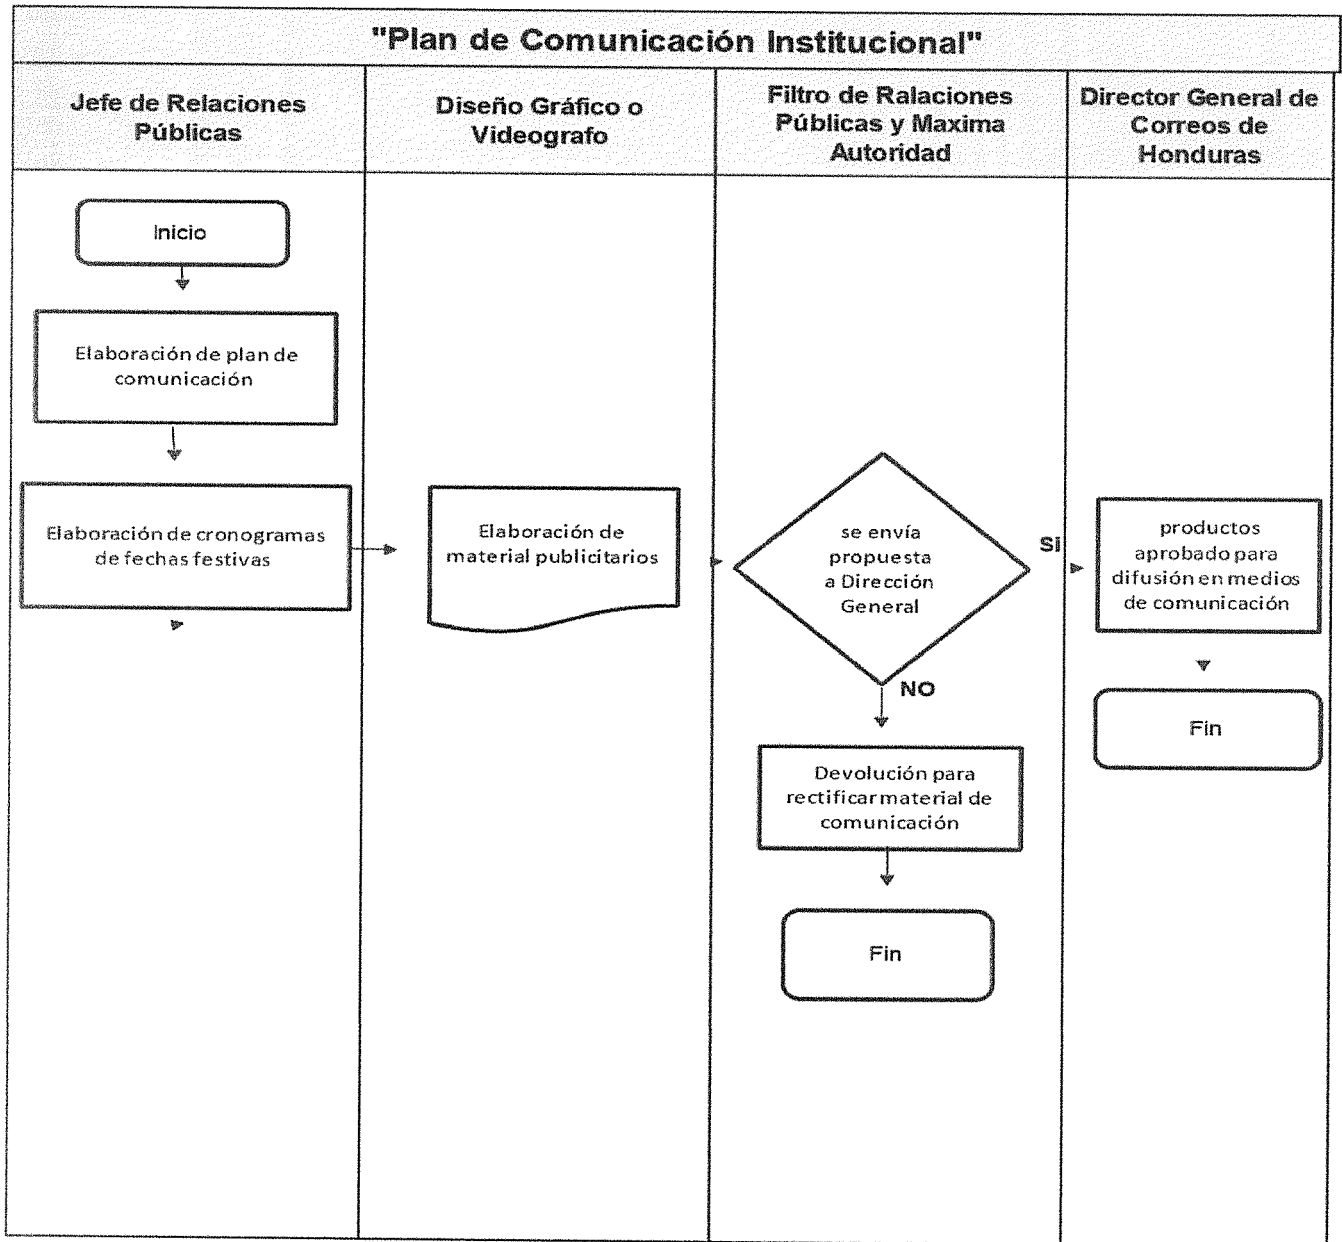 "Plan de Comunicación Institucional"
Jefe de Relaciones
Públicas
Diseño Gráfico o
Videografo
Filtro de Ralaciones
Públicas y Maxima
Autoridad
Director General de
Correos de
Honduras
Inicio
Elaboración de plan de
comunicación
Elaboración de cronogramas
de fechas festivas
Elaboración de
material publicitarios
se envía
propuesta
a Dirección
General
Si
NO
productos
aprobado para
difusión en medios
de comunicación
Fin
Devolución para
rectificar material de
comunicación
Fin